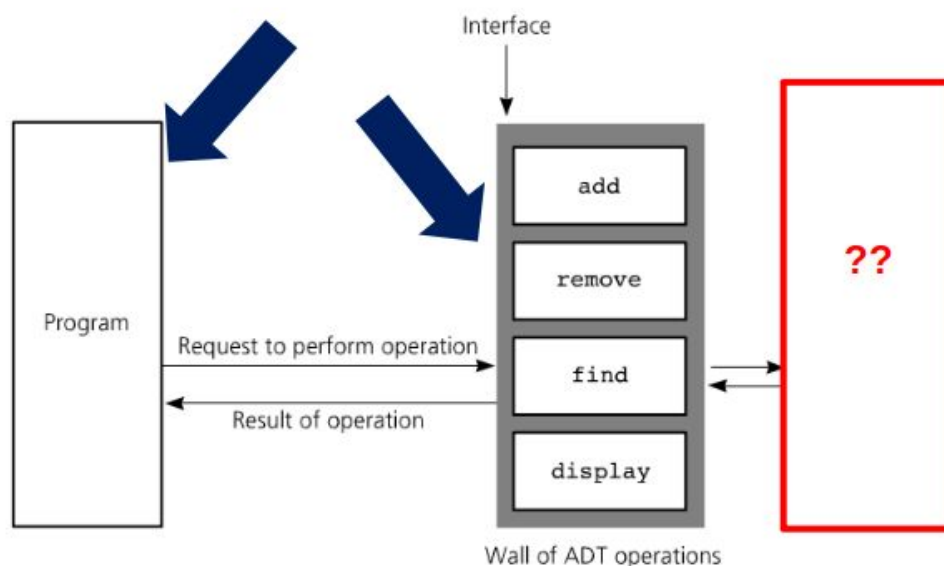 Interface
add
remove
??
Program
Request to perform operation
find
Result of operation
display
Wall of ADT operations